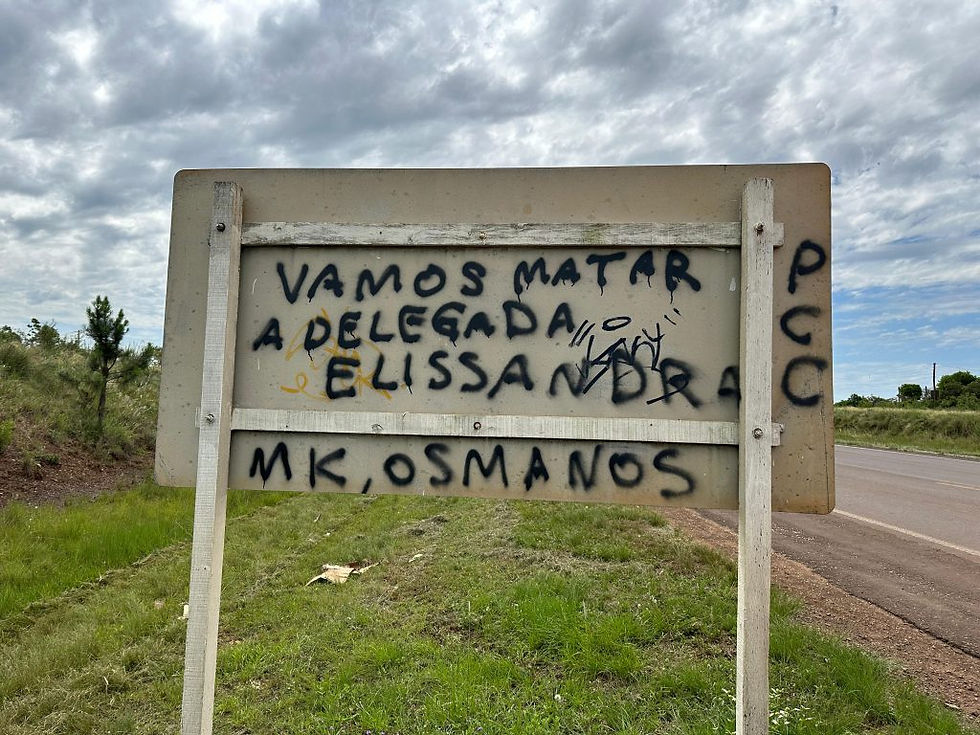 VAMOS MATAR
A DELEGADA
ELISSANDRA
MK, OSMANOS
PCC